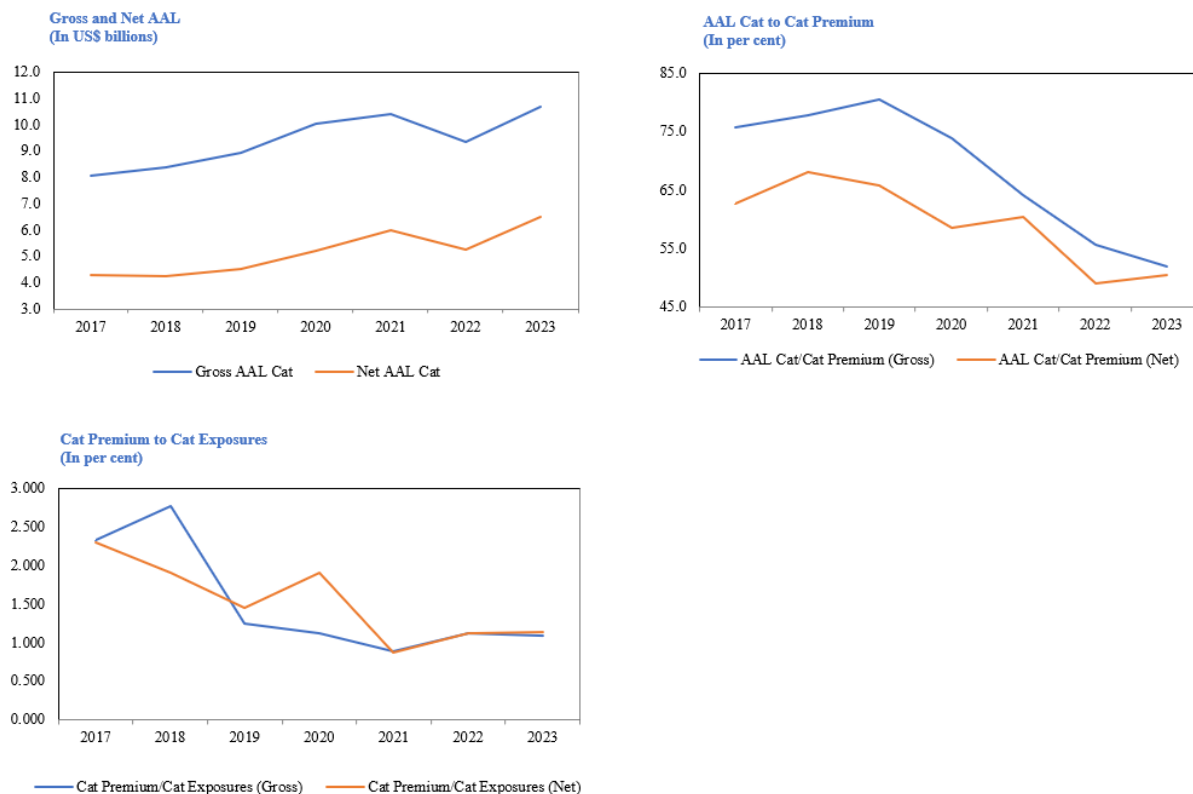 Gross and Net AAL
(In US$ billions)
12.0
11.0
10.0
9.0
8.0
7.0
6.0
5.0
4.0
3.0
2017 2018 2019 2020 2021 2022 2023
Gross AAL Cat Net AAL Cat
AAL Cat to Cat Premium
(In per cent)
85.0
75.0
65.0
55.0
45.0
2017 2018 2019 2020 2021 2022 2023
AAL Cat/Cat Premium (Gross) AAL Cat/Cat Premium (Net)
Cat Premium to Cat Exposures
(In per cent)
3.000
2.500
2.000
1.500
1.000
0.500
0.000
2017 2018 2019 2020 2021 2022 2023
Cat Premium/Cat Exposures (Gross) Cat Premium/Cat Exposures (Net)